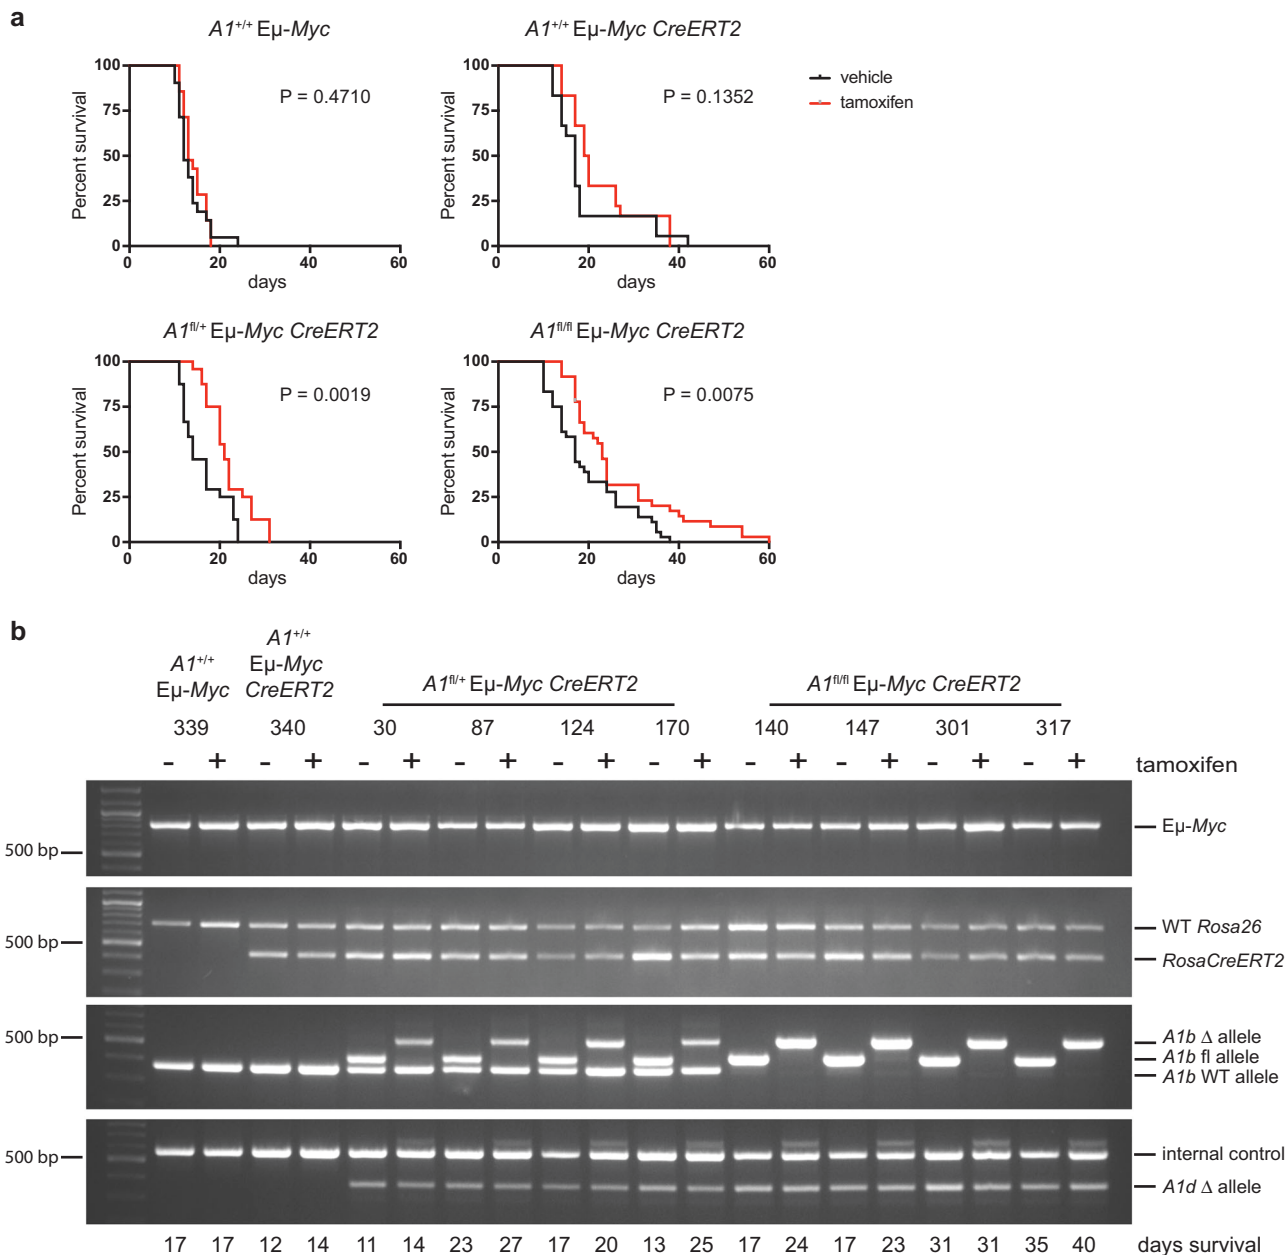 a
A1+/+ Eμ-Myc
A1+/+ Eμ-Myc CreERT2
100
75
50
25
0
Percent survival
P = 0.4710
0 20 40 60
days
100
75
50
25
0
Percent survival
P = 0.1352
0 20 40 60
days
vehicle
tamoxifen
A1fl/+ Eμ-Myc CreERT2
A1fl/fl Eμ-Myc CreERT2
100
75
50
25
0
Percent survival
P = 0.0019
0 20 40 60
days
100
75
50
25
0
Percent survival
P = 0.0075
0 20 40 60
days
b
A1+/+
Eμ-Myc
A1+/+
Eμ-Myc
CreERT2
A1fl/+ Eμ-Myc CreERT2
A1fl/fl Eμ-Myc CreERT2
339 340 30 87 124 170 140 147 301 317
- + - + - + - + - + - + - + - + - + - + tamoxifen
500 bp
Eμ-Myc
500 bp
WT Rosa26
RosaCreERT2
500 bp
A1b Δ allele
A1b fl allele
A1b WT allele
500 bp
internal control
A1d Δ allele
17 17 12 14 11 14 23 27 17 20 13 25 17 24 17 23 31 31 35 40 days survival